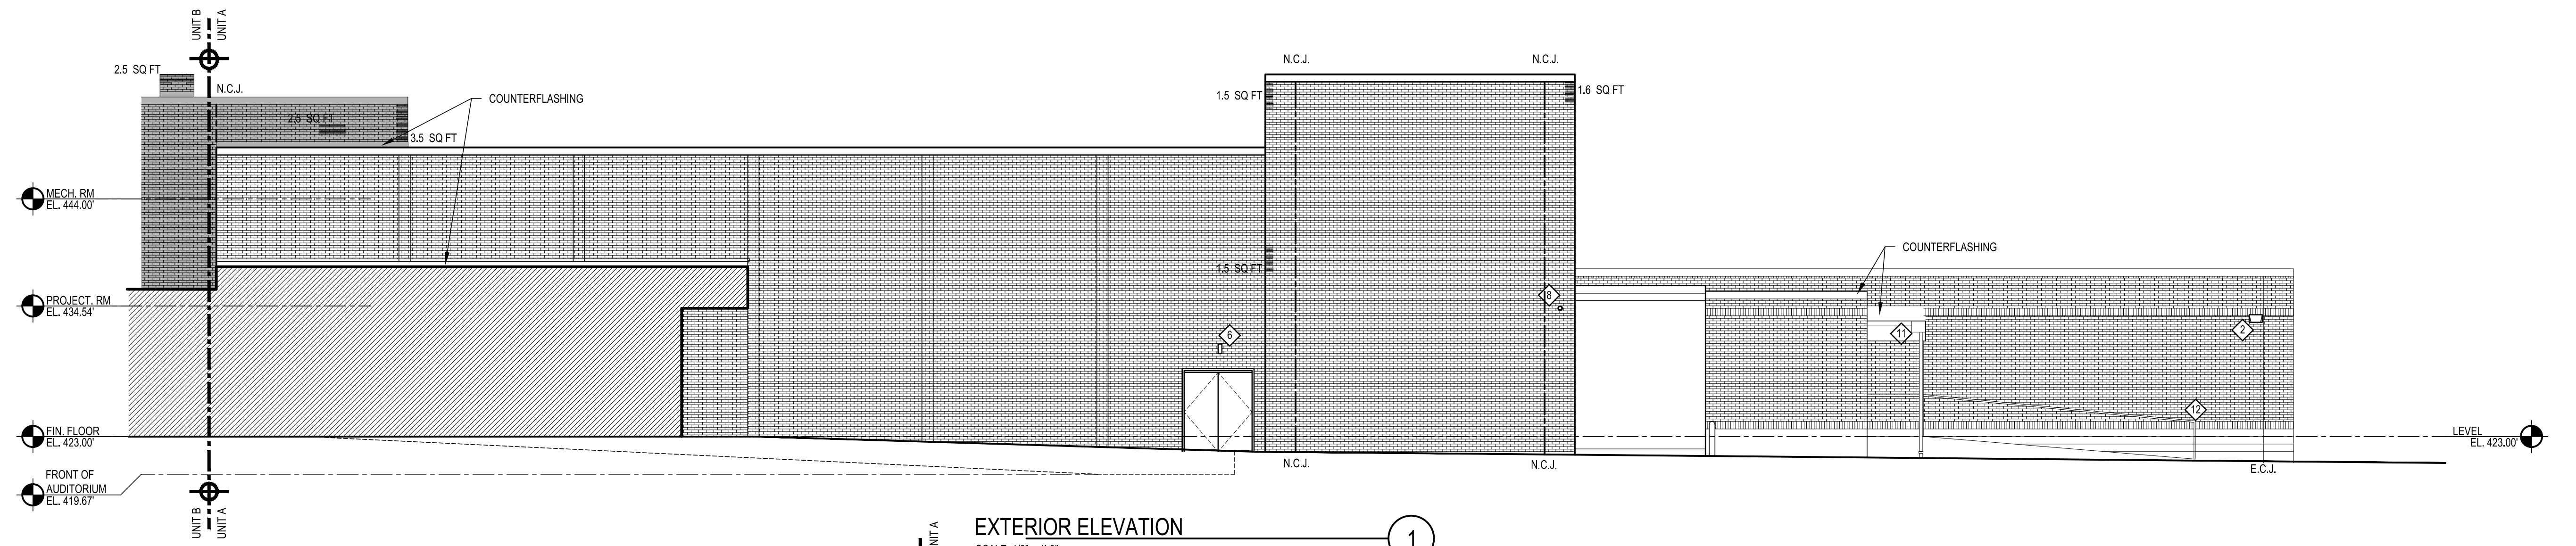 UNIT B
UNIT A
N.C.J.
N.C.J.
2.5 SQ FT
N.C.J.
COUNTERFLASHING
1.5 SQ FT
1.6 SQ FT
2.5 SQ FT
3.5 SQ FT
MECH. RM
EL. 444.00'
COUNTERFLASHING
1.5 SQ FT
PROJECT. RM
EL. 434.54'
8
6
11
2
12
FIN. FLOOR
EL. 423.00'
LEVEL
EL. 423.00'
N.C.J.
N.C.J.
E.C.J.
FRONT OF
AUDITORIUM
EL. 419.67'
UNIT B
UNIT A
EXTERIOR ELEVATION
1